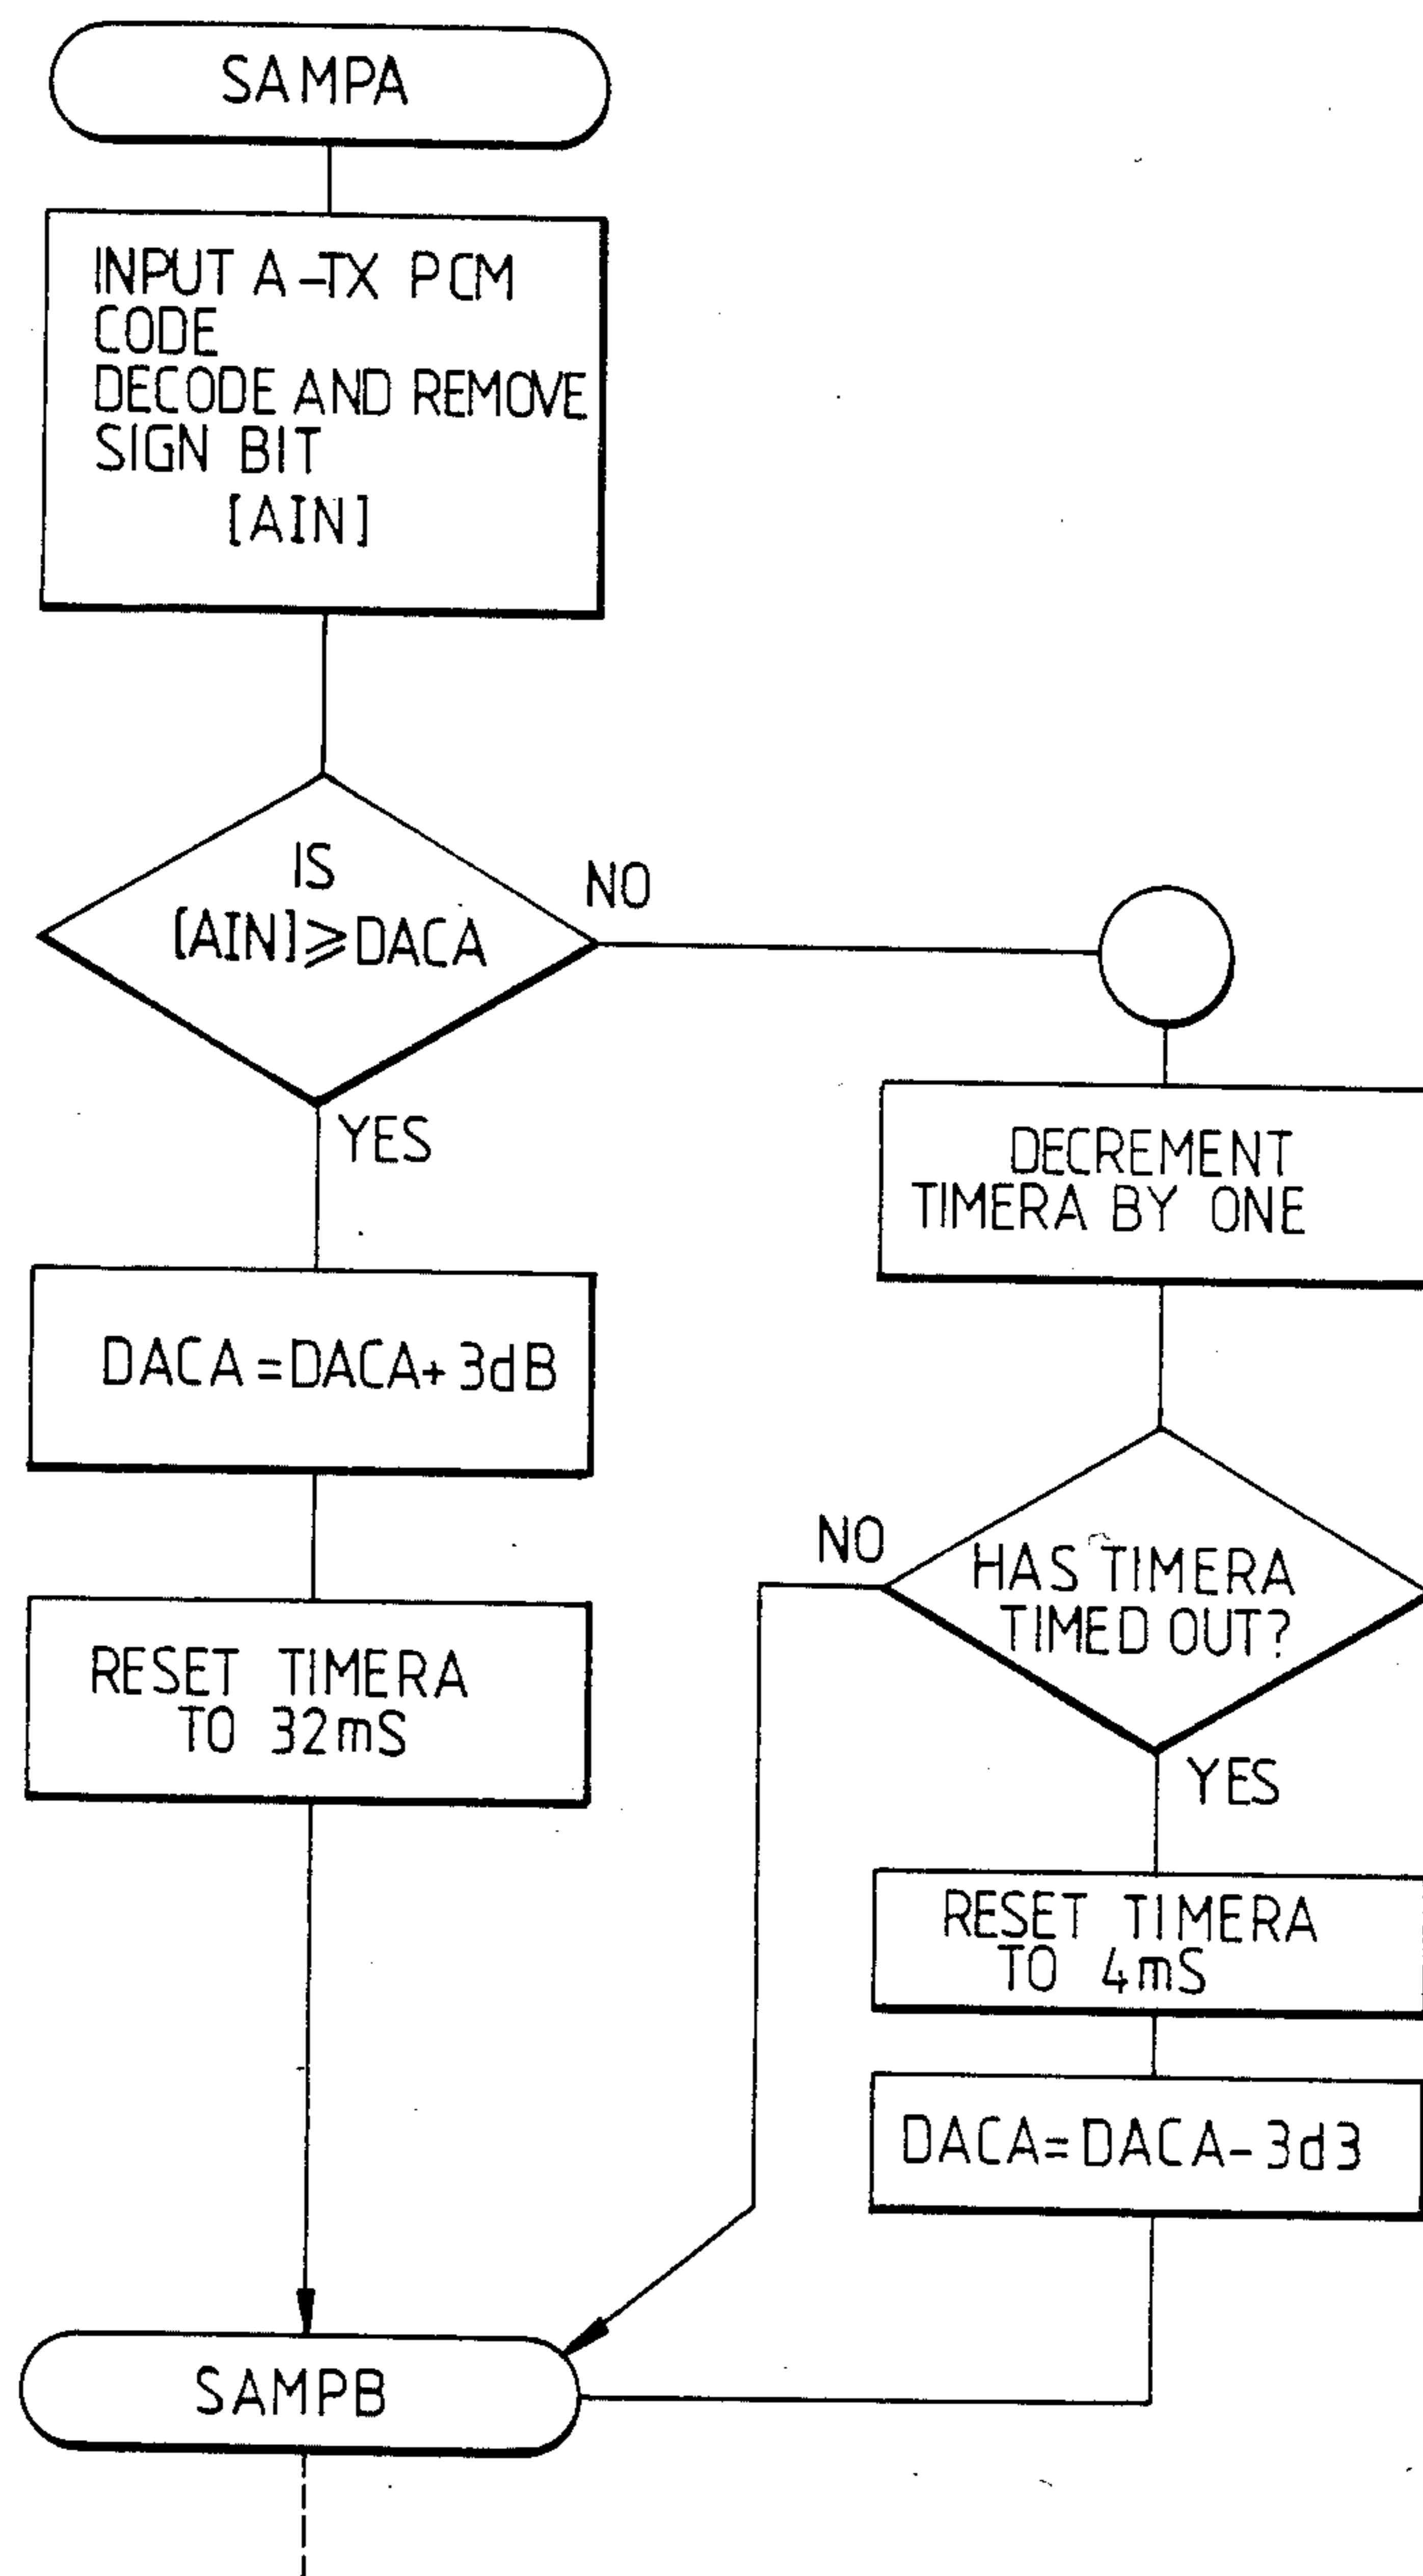 SAMPA
INPUT A-TX PCM
CODE
DECODE AND REMOVE
SIGN BIT
[AIN]
IS
[AIN]⩾DACA
NO
YES
DACA=DACA+3dB
RESET TIMERA
TO 32mS
DECREMENT
TIMERA BY ONE
NO
HAS TIMERA
TIMED OUT?
YES
RESET TIMERA
TO 4mS
DACA=DACA-3d3
SAMPB